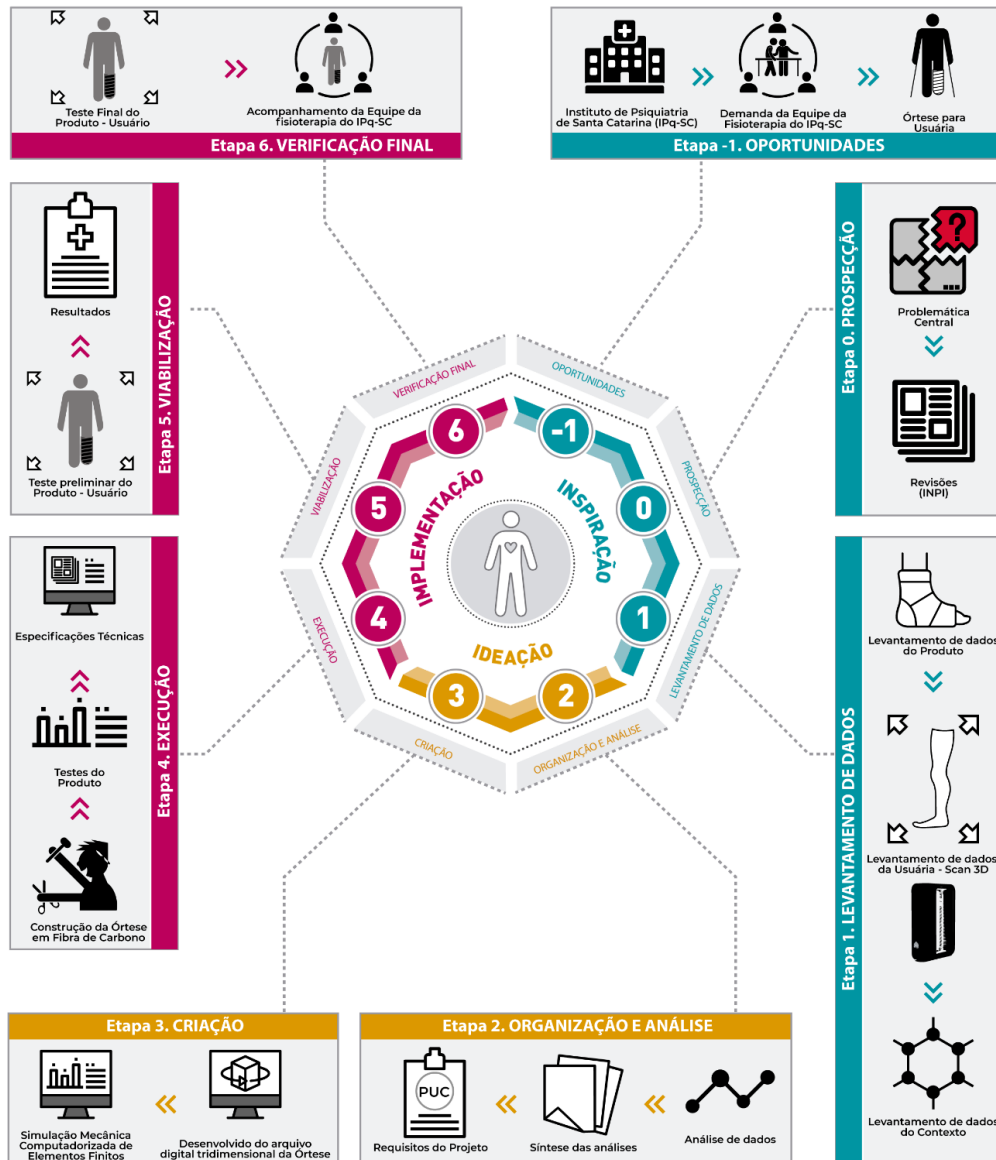 Teste Final do
Produto - Usuário
Acompanhamento da Equipe da
fisioterapia do IPq-SC
Etapa 6. VERIFICAÇÃO FINAL
Instituto de Psiquiatria
de Santa Catarina (IPq-SC)
Demanda da Equipe da
Fisioterapia do IPq-SC
Órtese para
Usuária
Etapa -1. OPORTUNIDADES
Resultados
Teste preliminar do
Produto - Usuário
Etapa 5. VIABILIZAÇÃO
Etapa 0. PROSPECÇÃO
?
Problemática
Central
Revisões
(INPI)
VERIFICAÇÃO FINAL
OPORTUNIDADES
VIABILIZAÇÃO
PROSPECÇÃO
EXECUÇÃO
LEVANTAMENTO DE DADOS
CRIAÇÃO
ORGANIZAÇÃO E ANÁLISE
6
-1
5
0
4
1
3
2
IMPLEMENTAÇÃO
INSPIRAÇÃO
IDEAÇÃO
Especificações Técnicas
Testes do
Produto
Construção da Órtese
em Fibra de Carbono
Etapa 4. EXECUÇÃO
Etapa 1. LEVANTAMENTO DE DADOS
Levantamento de dados
do Produto
Levantamento de dados
da Usuária - Scan 3D
Levantamento de dados
do Contexto
Etapa 3. CRIAÇÃO
Simulação Mecânica
Computadorizada de
Elementos Finitos
Desenvolvido do arquivo
digital tridimensional da Órtese
Etapa 2. ORGANIZAÇÃO E ANÁLISE
PUC
Requisitos do Projeto
Síntese das análises
Análise de dados